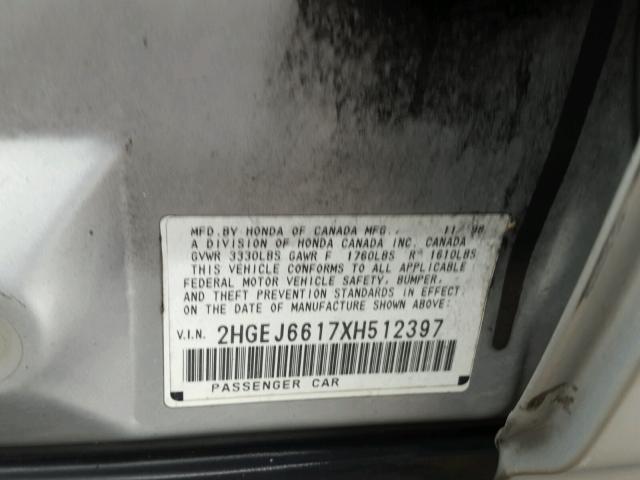 MFD.BY HONDA OF CANADA MFG., 11/98
A DIVISION OF HONDA CANADA INC. CANADA
GVWR 3330LBS GAWR F 1760LBS R 1610LBS
THIS VEHICLE CONFORMS TO ALL APPLICABLE
FEDERAL MOTOR VEHICLE SAFETY, BUMPER,
AND THEFT PREVENTION STANDARDS IN EFFECT
ON THE DATE OF MANUFACTURE SHOWN ABOVE:
V.I.N. 2HGEJ6617XH512397
PASSENGER CAR